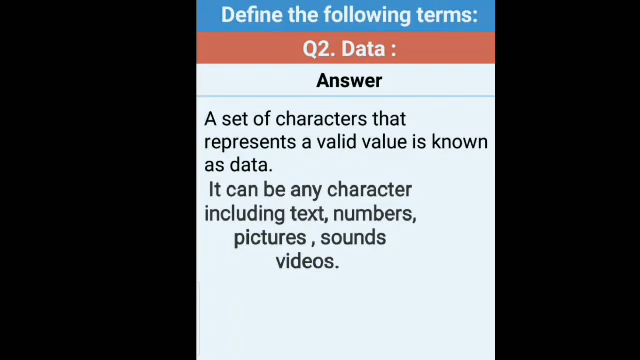 Define the following terms:
Q2. Data :
Answer
A set of characters that
represents a valid value is known
as data.
It can be any character
including text, numbers,
pictures , sounds
videos.